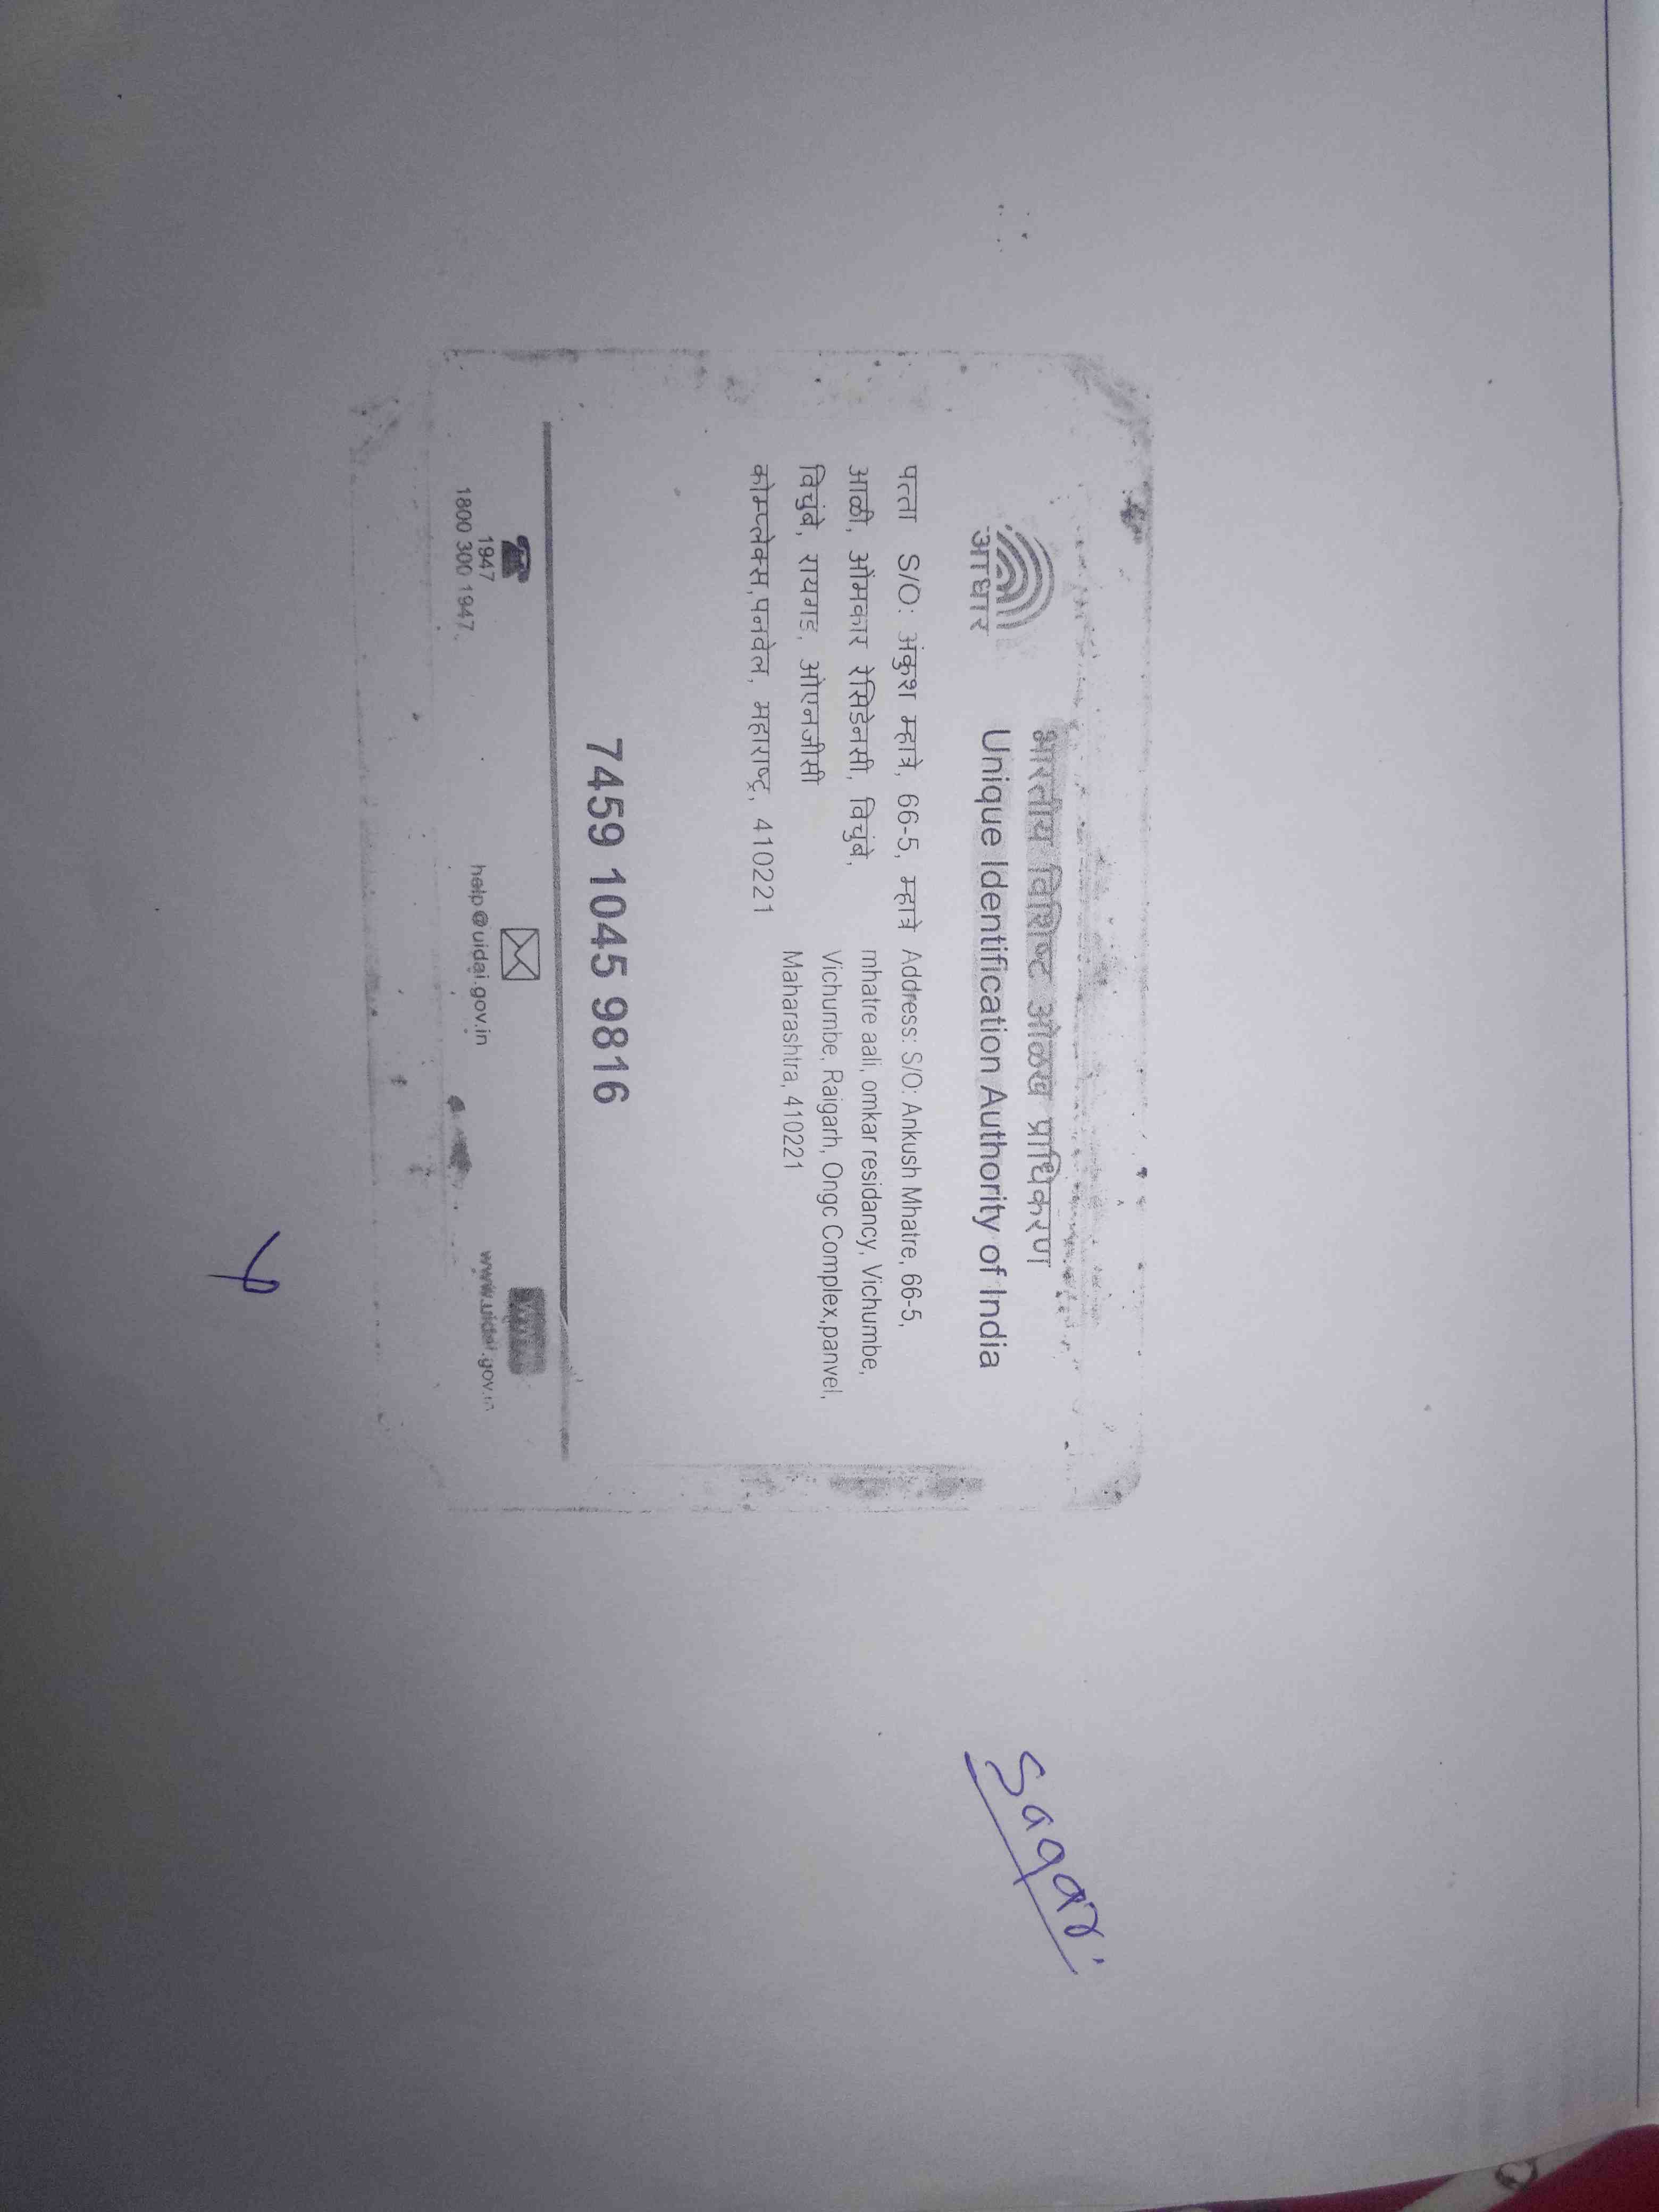 भारतीय विशिष्ट ओळख प्राधिकरण
Unique Identification Authority of India
आधार
पत्ता S/O: अंकुश म्हात्रे, 66-5, म्हात्रे
आळी, ओंमकार रेसिडेनसी, विचुंबे,
विचुंबे, रायगड, ओएनजीसी
कोम्प्लेक्स,पनवेल, महाराष्ट्र, 410221
Address: S/O: Ankush Mhatre, 66-5,
mhatre aali, omkar residancy, Vichumbe,
Vichumbe, Raigarh, Ongc Complex,panvel,
Maharashtra, 410221
7459 1045 9816
1947
1800 300 1947
help@uidai.gov.in
www
www.uidai.gov.in
Sagar